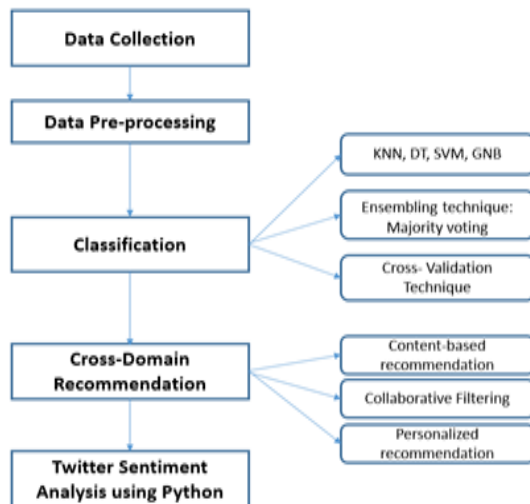 Data Collection
Data Pre-processing
KNN, DT, SVM, GNB
Ensembling technique:
Majority voting
Classification
Cross- Validation
Technique
Cross-Domain
Recommendation
Content-based
recommendation
Collaborative Filtering
Personalized
recommendation
Twitter Sentiment
Analysis using Python